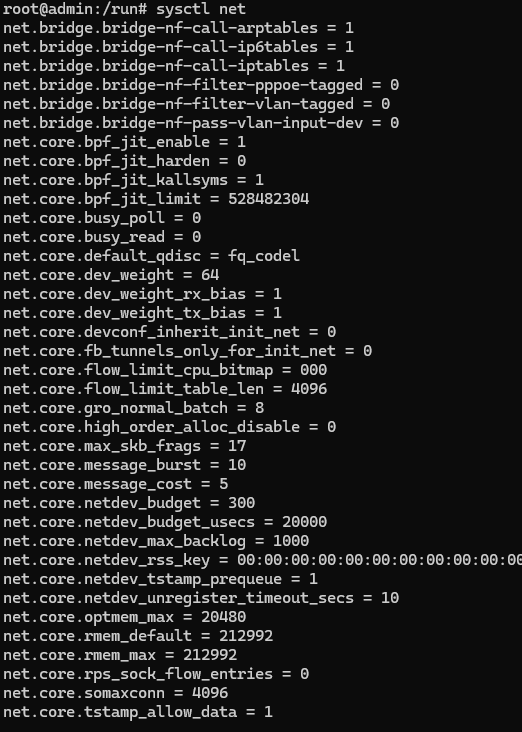 root@admin:/run# sysctl net
net.bridge.bridge-nf-call-arptables = 1
net.bridge.bridge-nf-call-ip6tables = 1
net.bridge.bridge-nf-call-iptables = 1
net.bridge.bridge-nf-filter-pppoe-tagged = 0
net.bridge.bridge-nf-filter-vlan-tagged = 0
net.bridge.bridge-nf-pass-vlan-input-dev = 0
net.core.bpf_jit_enable = 1
net.core.bpf_jit_harden = 0
net.core.bpf_jit_kallsyms = 1
net.core.bpf_jit_limit = 528482304
net.core.busy_poll = 0
net.core.busy_read = 0
net.core.default_qdisc = fq_codel
net.core.dev_weight = 64
net.core.dev_weight_rx_bias = 1
net.core.dev_weight_tx_bias = 1
net.core.devconf_inherit_init_net = 0
net.core.fb_tunnels_only_for_init_net = 0
net.core.flow_limit_cpu_bitmap = 000
net.core.flow_limit_table_len = 4096
net.core.gro_normal_batch = 8
net.core.high_order_alloc_disable = 0
net.core.max_skb_frags = 17
net.core.message_burst = 10
net.core.message_cost = 5
net.core.netdev_budget = 300
net.core.netdev_budget_usecs = 20000
net.core.netdev_max_backlog = 1000
net.core.netdev_rss_key = 00:00:00:00:00:00:00:00:00:00
net.core.netdev_tstamp_prequeue = 1
net.core.netdev_unregister_timeout_secs = 10
net.core.optmem_max = 20480
net.core.rmem_default = 212992
net.core.rmem_max = 212992
net.core.rps_sock_flow_entries = 0
net.core.somaxconn = 4096
net.core.tstamp_allow_data = 1